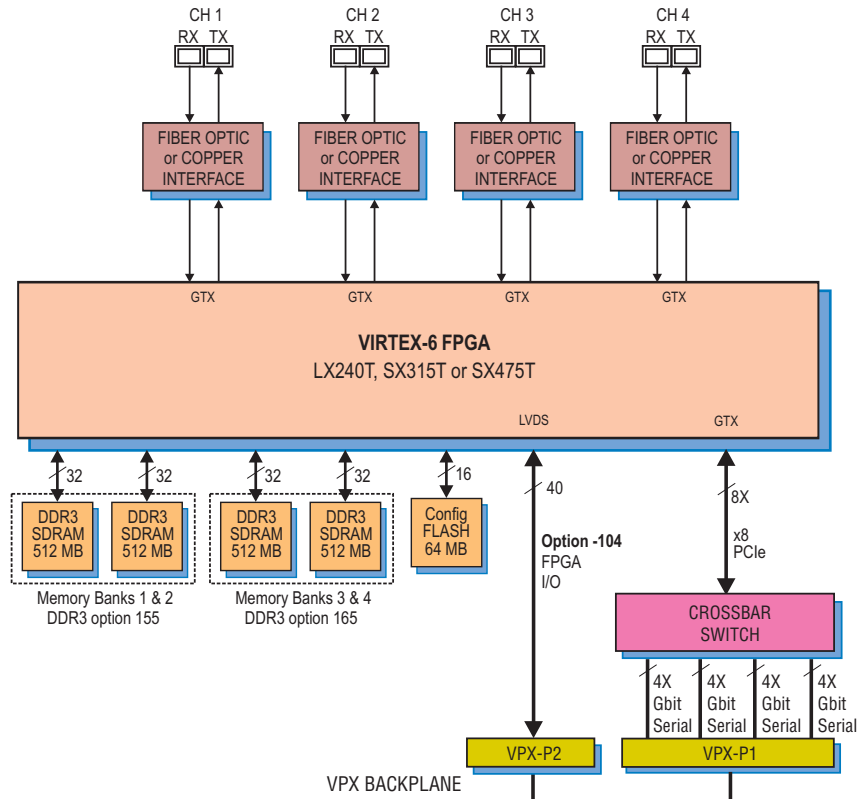 CH 1 CH 2 CH 3 CH 4
RX TX RX TX RX TX RX TX
FIBER OPTIC
or COPPER
INTERFACE
FIBER OPTIC
or COPPER
INTERFACE
FIBER OPTIC
or COPPER
INTERFACE
FIBER OPTIC
or COPPER
INTERFACE
GTX GTX GTX GTX
VIRTEX-6 FPGA
LX240T, SX315T or SX475T
LVDS GTX
32 32 32 32 16 40 8X
DDR3
SDRAM
512 MB
DDR3
SDRAM
512 MB
DDR3
SDRAM
512 MB
DDR3
SDRAM
512 MB
Config
FLASH
64 MB
Option -104
FPGA
I/O
x8
PCIe
Memory Banks 1 & 2
DDR3 option 155
Memory Banks 3 & 4
DDR3 option 165
CROSSBAR
SWITCH
4X
Gbit
Serial
4X
Gbit
Serial
4X
Gbit
Serial
4X
Gbit
Serial
VPX-P2
VPX-P1
VPX BACKPLANE